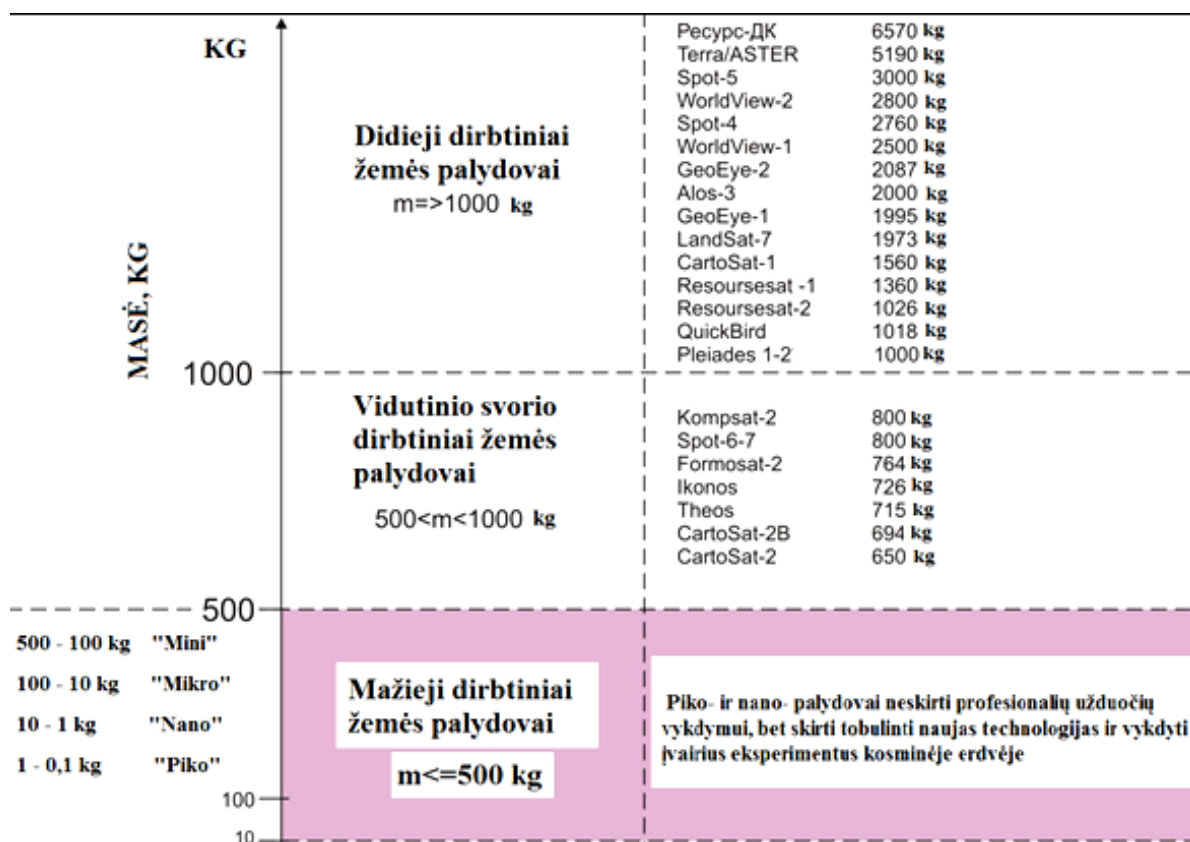 KG
MASĖ, KG
Didieji dirbtiniai
žemės palydovai
m=>1000 kg
Ресурс-ДК 6570 kg
Terra/ASTER 5190 kg
Spot-5 3000 kg
WorldView-2 2800 kg
Spot-4 2760 kg
WorldView-1 2500 kg
GeoEye-2 2087 kg
Alos-3 2000 kg
GeoEye-1 1995 kg
LandSat-7 1973 kg
CartoSat-1 1560 kg
Resoursesat -1 1360 kg
Resoursesat-2 1026 kg
QuickBird 1018 kg
Pleiades 1-2 1000 kg
1000
Vidutinio svorio
dirbtiniai žemės
palydovai
500<m<1000 kg
Kompsat-2 800 kg
Spot-6-7 800 kg
Formosat-2 764 kg
Ikonos 726 kg
Theos 715 kg
CartoSat-2B 694 kg
CartoSat-2 650 kg
500
500 - 100 kg "Mini"
100 - 10 kg "Mikro"
10 - 1 kg "Nano"
1 - 0,1 kg "Piko"
Mažieji dirbtiniai
žemės palydovai
m<=500 kg
Piko- ir nano- palydovai neskirti profesionalių užduočių
vykdymui, bet skirti tobulinti naujas technologijas ir vykdyti
įvairius eksperimentus kosminėje erdvėje
100
10